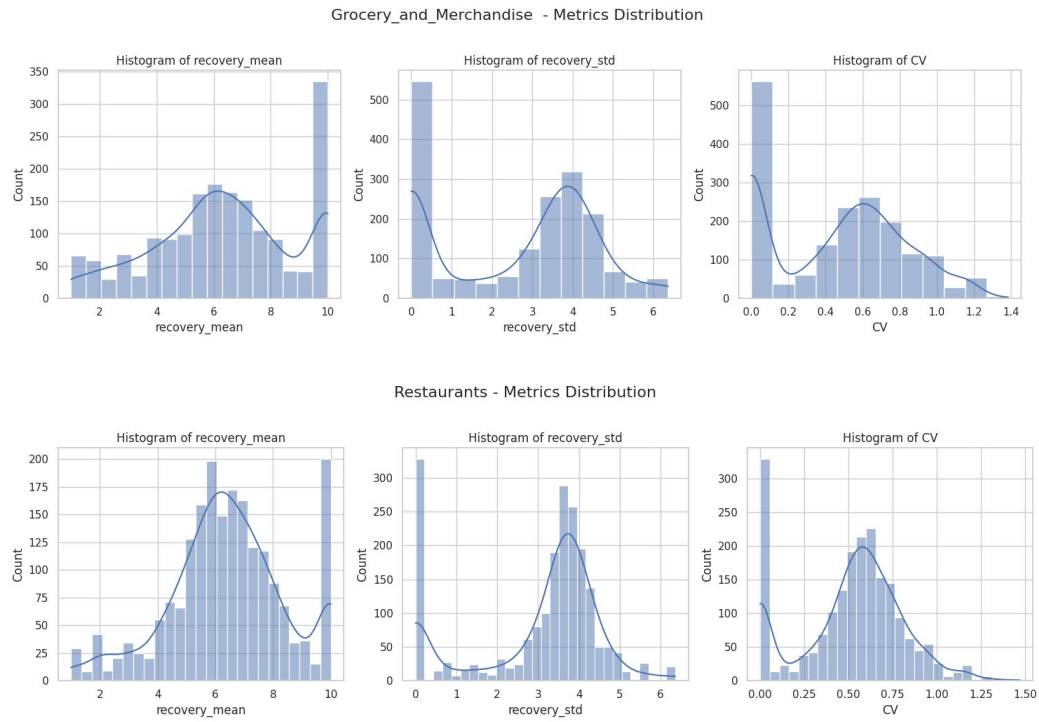 Grocery_and_Merchandise - Metrics Distribution
Histogram of recovery_mean
350
300
250
200
150
100
50
0
Count
2 4 6 8 10
recovery_mean
Histogram of recovery_std
500
400
300
200
100
0
Count
0 1 2 3 4 5 6
recovery_std
Histogram of CV
500
400
300
200
100
0
Count
0.0 0.2 0.4 0.6 0.8 1.0 1.2 1.4
CV
Restaurants - Metrics Distribution
Histogram of recovery_mean
200
175
150
125
100
75
50
25
0
Count
2 4 6 8 10
recovery_mean
Histogram of recovery_std
300
250
200
150
100
50
0
Count
0 1 2 3 4 5 6
recovery_std
Histogram of CV
300
250
200
150
100
50
0
Count
0.00 0.25 0.50 0.75 1.00 1.25 1.50
CV